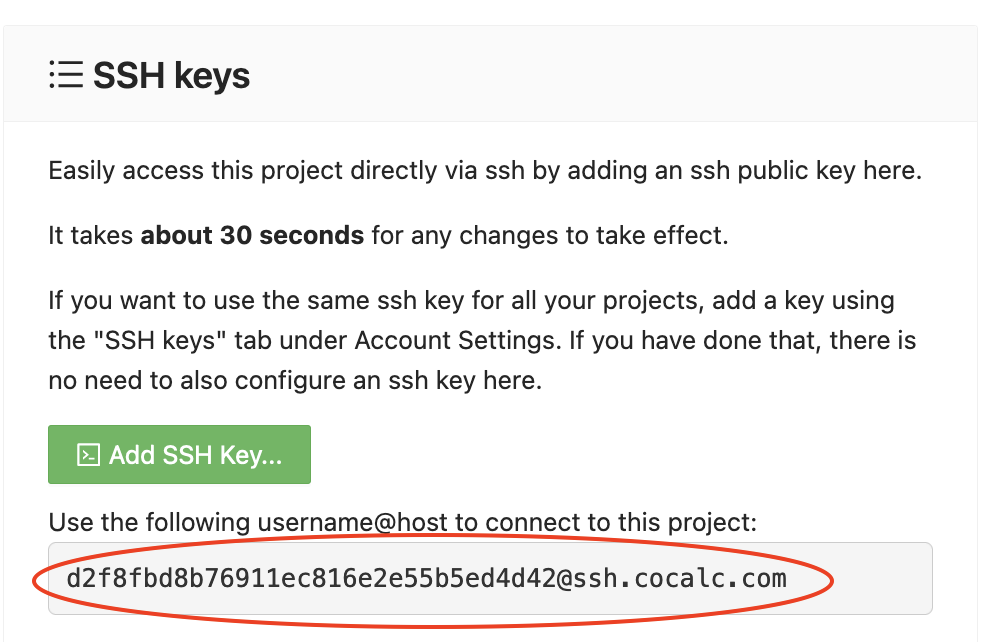 SSH keys
Easily access this project directly via ssh by adding an ssh public key here.
It takes about 30 seconds for any changes to take effect.
If you want to use the same ssh key for all your projects, add a key using
the "SSH keys" tab under Account Settings. If you have done that, there is
no need to also configure an ssh key here.
Add SSH Key...
Use the following username@host to connect to this project:
d2f8fbd8b76911ec816e2e55b5ed4d42@ssh.cocalc.com